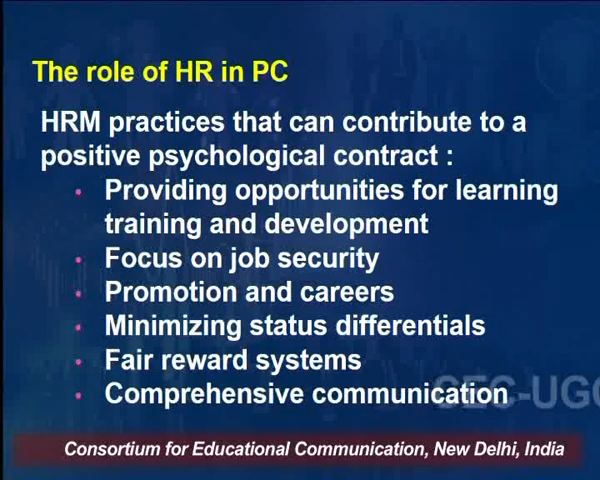 The role of HR in PC
HRM practices that can contribute to a
positive psychological contract :
• Providing opportunities for learning
training and development
• Focus on job security
• Promotion and careers
• Minimizing status differentials
• Fair reward systems
• Comprehensive communication
CEC-UGC
Consortium for Educational Communication, New Delhi, India